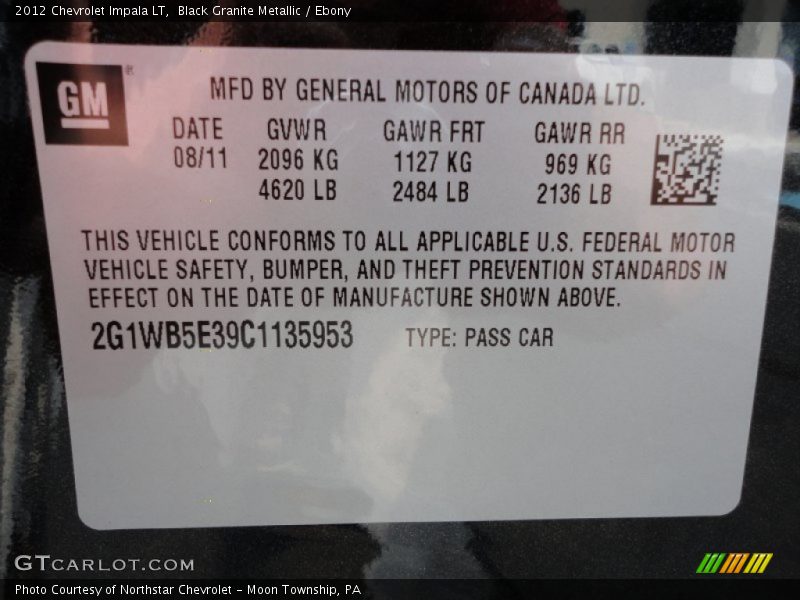 2012 Chevrolet Impala LT,  Black Granite Metallic / Ebony
GM®
MFD BY GENERAL MOTORS OF CANADA LTD.
DATE GVWR GAWR FRT GAWR RR
08/11 2096 KG 1127 KG 969 KG
4620 LB 2484 LB 2136 LB
THIS VEHICLE CONFORMS TO ALL APPLICABLE U.S. FEDERAL MOTOR
VEHICLE SAFETY, BUMPER, AND THEFT PREVENTION STANDARDS IN
EFFECT ON THE DATE OF MANUFACTURE SHOWN ABOVE.
2G1WB5E39C1135953 TYPE: PASS CAR
GTCARLOT.COM
Photo Courtesy of Northstar Chevrolet - Moon Township, PA